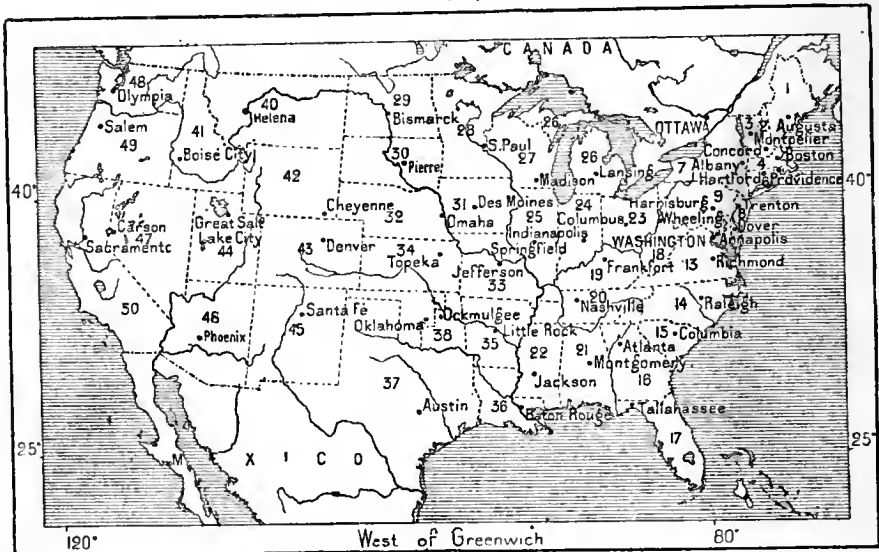 CANADA
48
Olympia
40
Helena
29
Bismarck
28
26
OTTAWA
1
3
2
Augusta
Montpelier
Salem
49
41
Boise City
30
Pierre
S.Paul
27
26
Concord
Boston
4
7
Albany
Hartford
Providence
40°
42
Madison
Lansing
40°
31
Des Moines
24
9
Harrisburg
Trenton
Cheyenne
32
Omaha
25
Columbus
23
Wheeling
8
Dover
Carson
47
Great Sale
Lake City
44
Indianapolis
WASHINGTON
Annapolis
Sacramentc
43
Denver
34
Springfield
18
Topeka
Jefferson
19
Frankfort
13
Richmond
33
50
46
Santa Fé
45
20
Nashville
14
Raleigh
Phoenix
Oklahoma
Ockmulgee
38
Little Rock
35
15
Columbia
Atlanta
22
21
Montgomery
16
37
Jackson
Austin
36
Baton Rouge
Tallahassee
17
25°
M
X I C O
25°
120°
West of Greenwich
80°